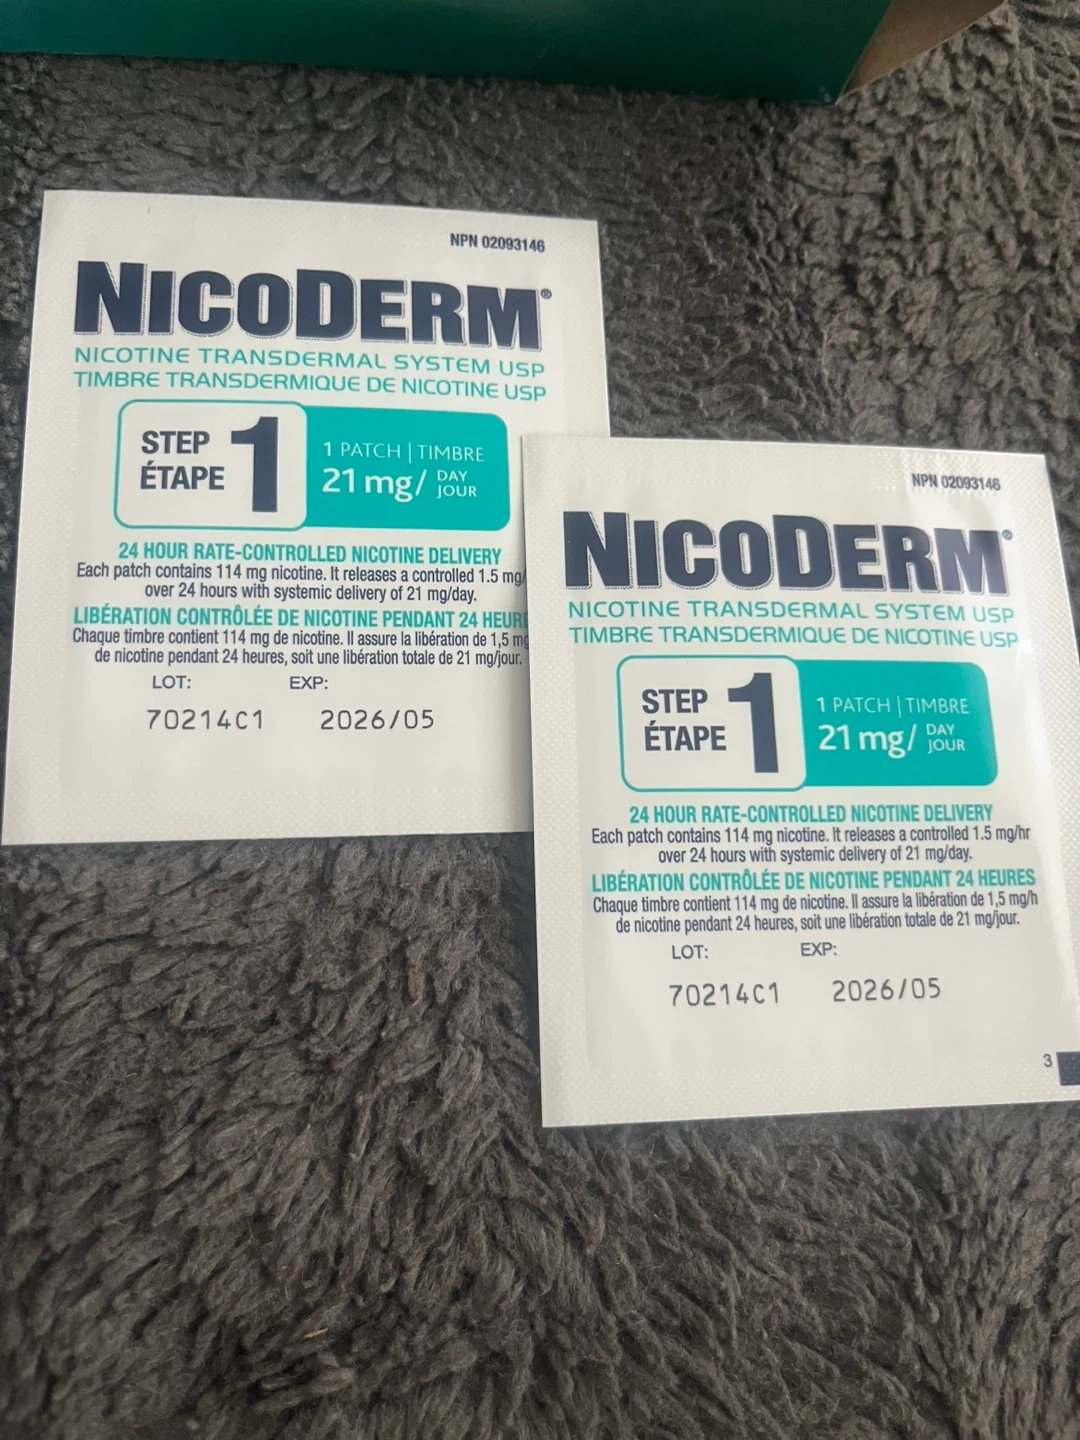 NPN 02093146
NICODERM®
NICOTINE TRANSDERMAL SYSTEM USP
TIMBRE TRANSDERMIQUE DE NICOTINE USP
STEP 1
ÉTAPE
1 PATCH | TIMBRE
21 mg/ DAY
JOUR
24 HOUR RATE-CONTROLLED NICOTINE DELIVERY
Each patch contains 114 mg nicotine. It releases a controlled 1.5 mg/
over 24 hours with systemic delivery of 21 mg/day.
LIBÉRATION CONTRÔLÉE DE NICOTINE PENDANT 24 HEUR
Chaque timbre contient 114 mg de nicotine. Il assure la libération de 1,5 mg
de nicotine pendant 24 heures, soit une libération totale de 21 mg/jour.
LOT: EXP:
70214C1 2026/05
NPN 02093146
NICODERM®
NICOTINE TRANSDERMAL SYSTEM USP
TIMBRE TRANSDERMIQUE DE NICOTINE USP
STEP 1
ÉTAPE
1 PATCH | TIMBRE
21 mg/ DAY
JOUR
24 HOUR RATE-CONTROLLED NICOTINE DELIVERY
Each patch contains 114 mg nicotine. It releases a controlled 1.5 mg/hr
over 24 hours with systemic delivery of 21 mg/day.
LIBÉRATION CONTRÔLÉE DE NICOTINE PENDANT 24 HEURES
Chaque timbre contient 114 mg de nicotine. Il assure la libération de 1,5 mg/h
de nicotine pendant 24 heures, soit une libération totale de 21 mg/jour.
LOT: EXP:
70214C1 2026/05
3